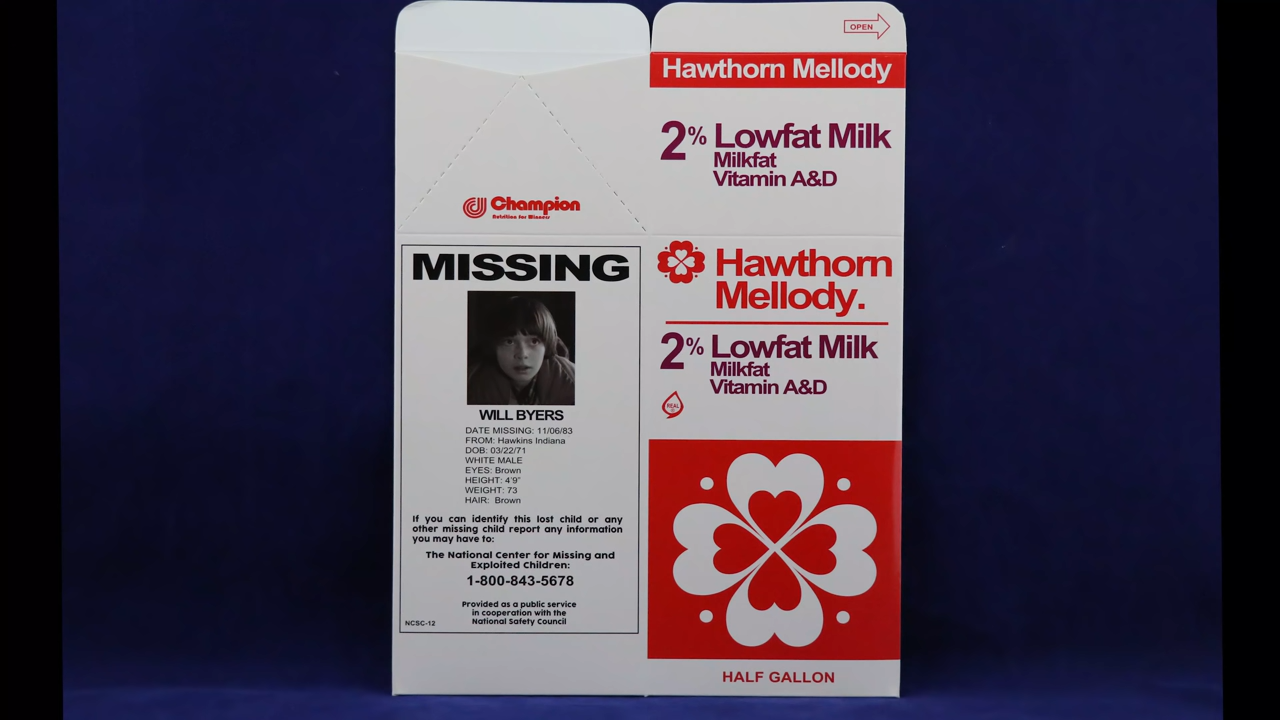 OPEN
Hawthorn Mellody
2% Lowfat Milk
Milkfat
Vitamin A&D
Champion
Nutrition for Winners
MISSING
WILL BYERS
DATE MISSING: 11/06/83
FROM: Hawkins Indiana
DOB: 03/22/71
WHITE MALE
EYES: Brown
HEIGHT: 4'9"
WEIGHT: 73
HAIR: Brown
If you can identify this lost child or any
other missing child report any information
you may have to:
The National Center for Missing and
Exploited Children:
1-800-843-5678
Provided as a public service
in cooperation with the
National Safety Council
NCSC-12
Hawthorn
Mellody.
2% Lowfat Milk
Milkfat
Vitamin A&D
REAL
HALF GALLON